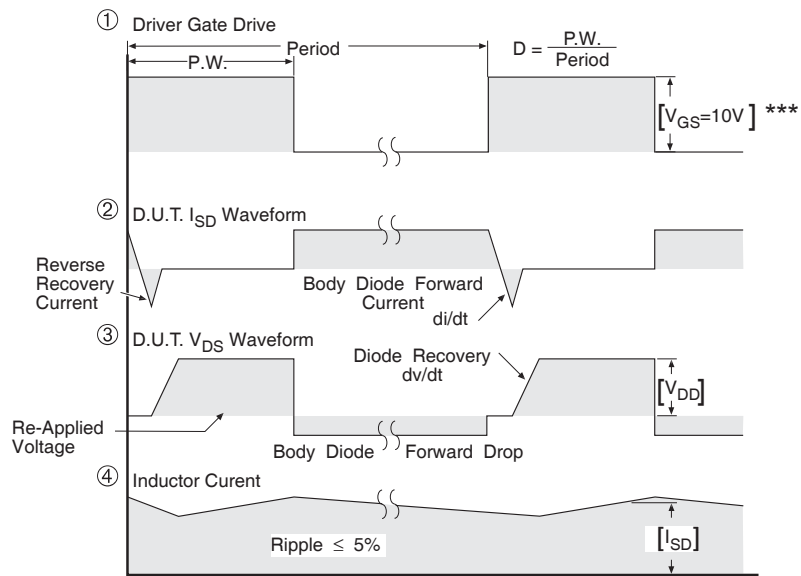 ① Driver Gate Drive
P.W.
Period
D = P.W. / Period
[VGS=10V] ***
② D.U.T. ISD Waveform
Reverse
Recovery
Current
Body Diode Forward
Current
di/dt
③ D.U.T. VDS Waveform
Diode Recovery
dv/dt
[VDD]
Re-Applied
Voltage
Body Diode Forward Drop
④ Inductor Curent
Ripple ≤ 5%
[ISD]